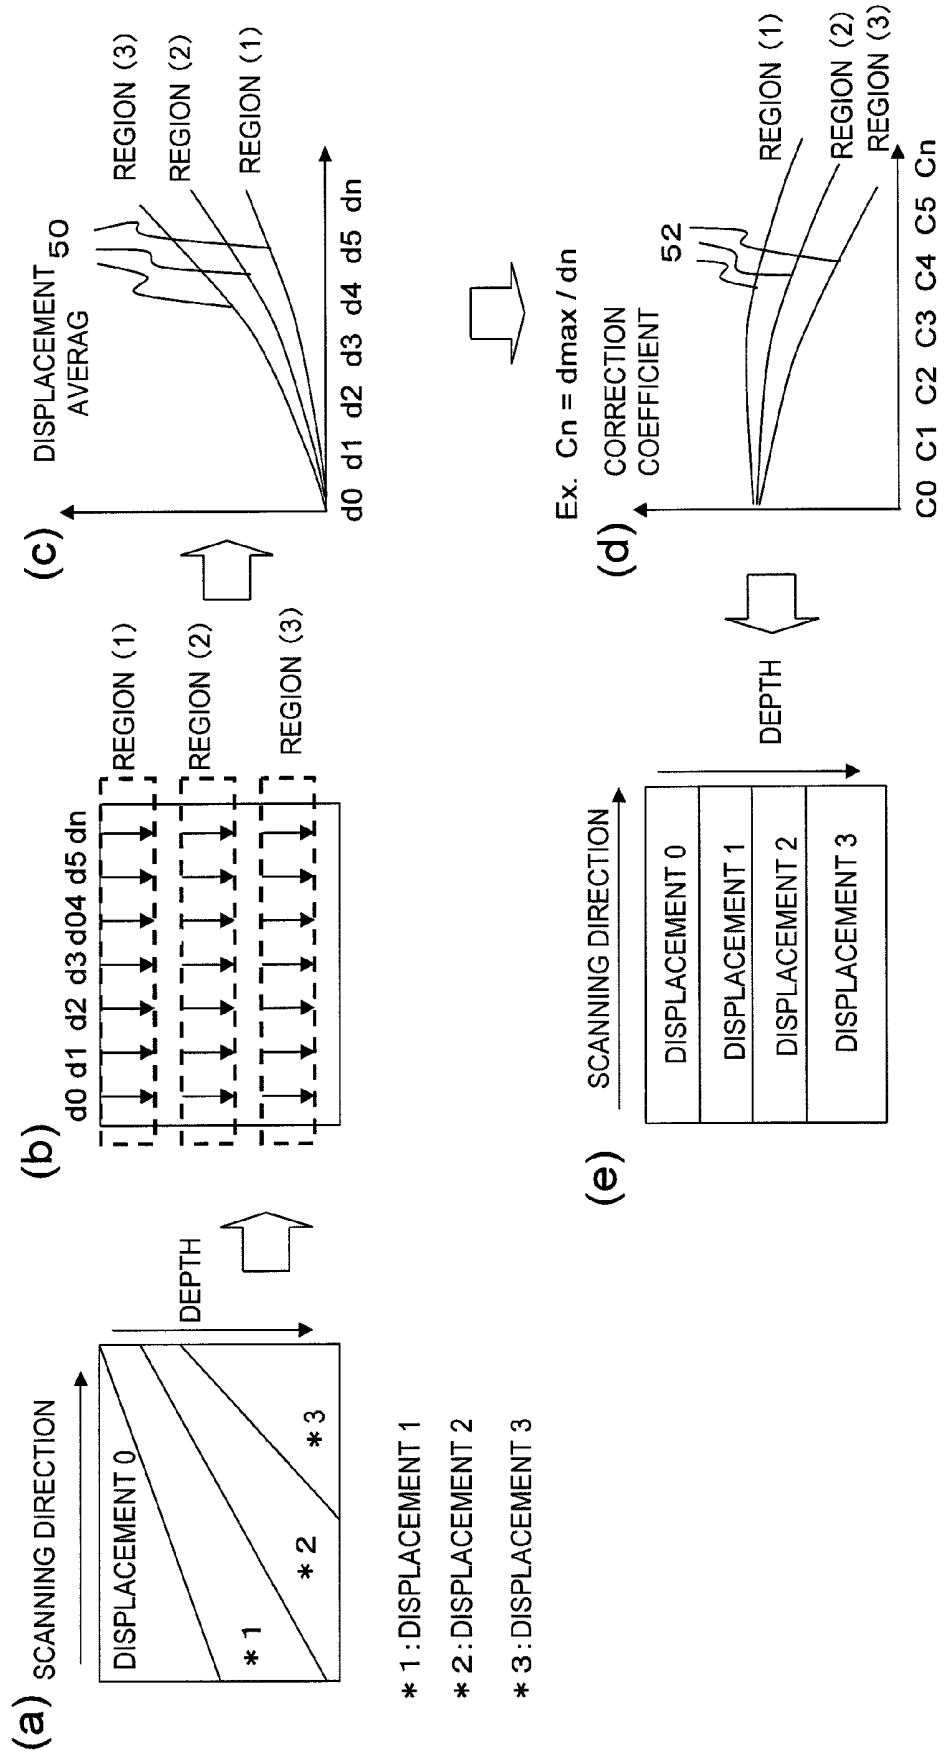 (a)
SCANNING DIRECTION
DISPLACEMENT 0
*1
*2
*3
DEPTH
*1:DISPLACEMENT 1
*2:DISPLACEMENT 2
*3:DISPLACEMENT 3
(b)
d0 d1 d2 d3 d04 d5 dn
REGION (1)
REGION (2)
REGION (3)
(c)
DISPLACEMENT
AVERAG
50
REGION (3)
REGION (2)
REGION (1)
d0 d1 d2 d3 d4 d5 dn
Ex. Cn = dmax / dn
(d)
CORRECTION
COEFFICIENT
52
REGION (1)
REGION (2)
REGION (3)
C0 C1 C2 C3 C4 C5 Cn
(e)
SCANNING DIRECTION
DEPTH
DISPLACEMENT 0
DISPLACEMENT 1
DISPLACEMENT 2
DISPLACEMENT 3